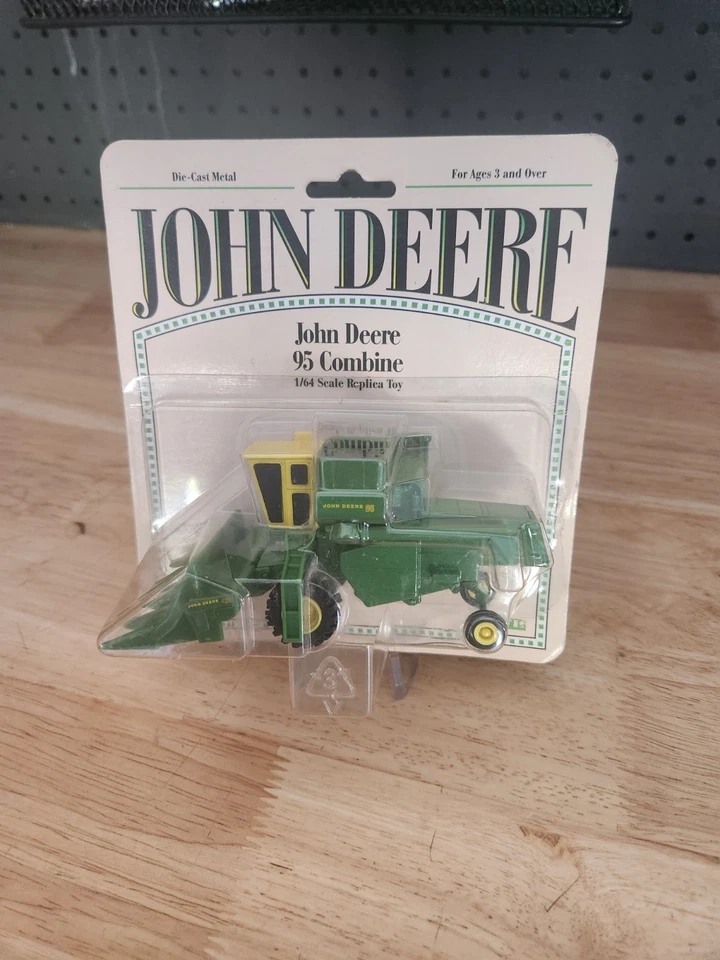 Die-Cast Metal
For Ages 3 and Over
JOHN DEERE
John Deere
95 Combine
1/64 Scale Replica Toy
JOHN DEERE 95
JOHN DEERE
3
V